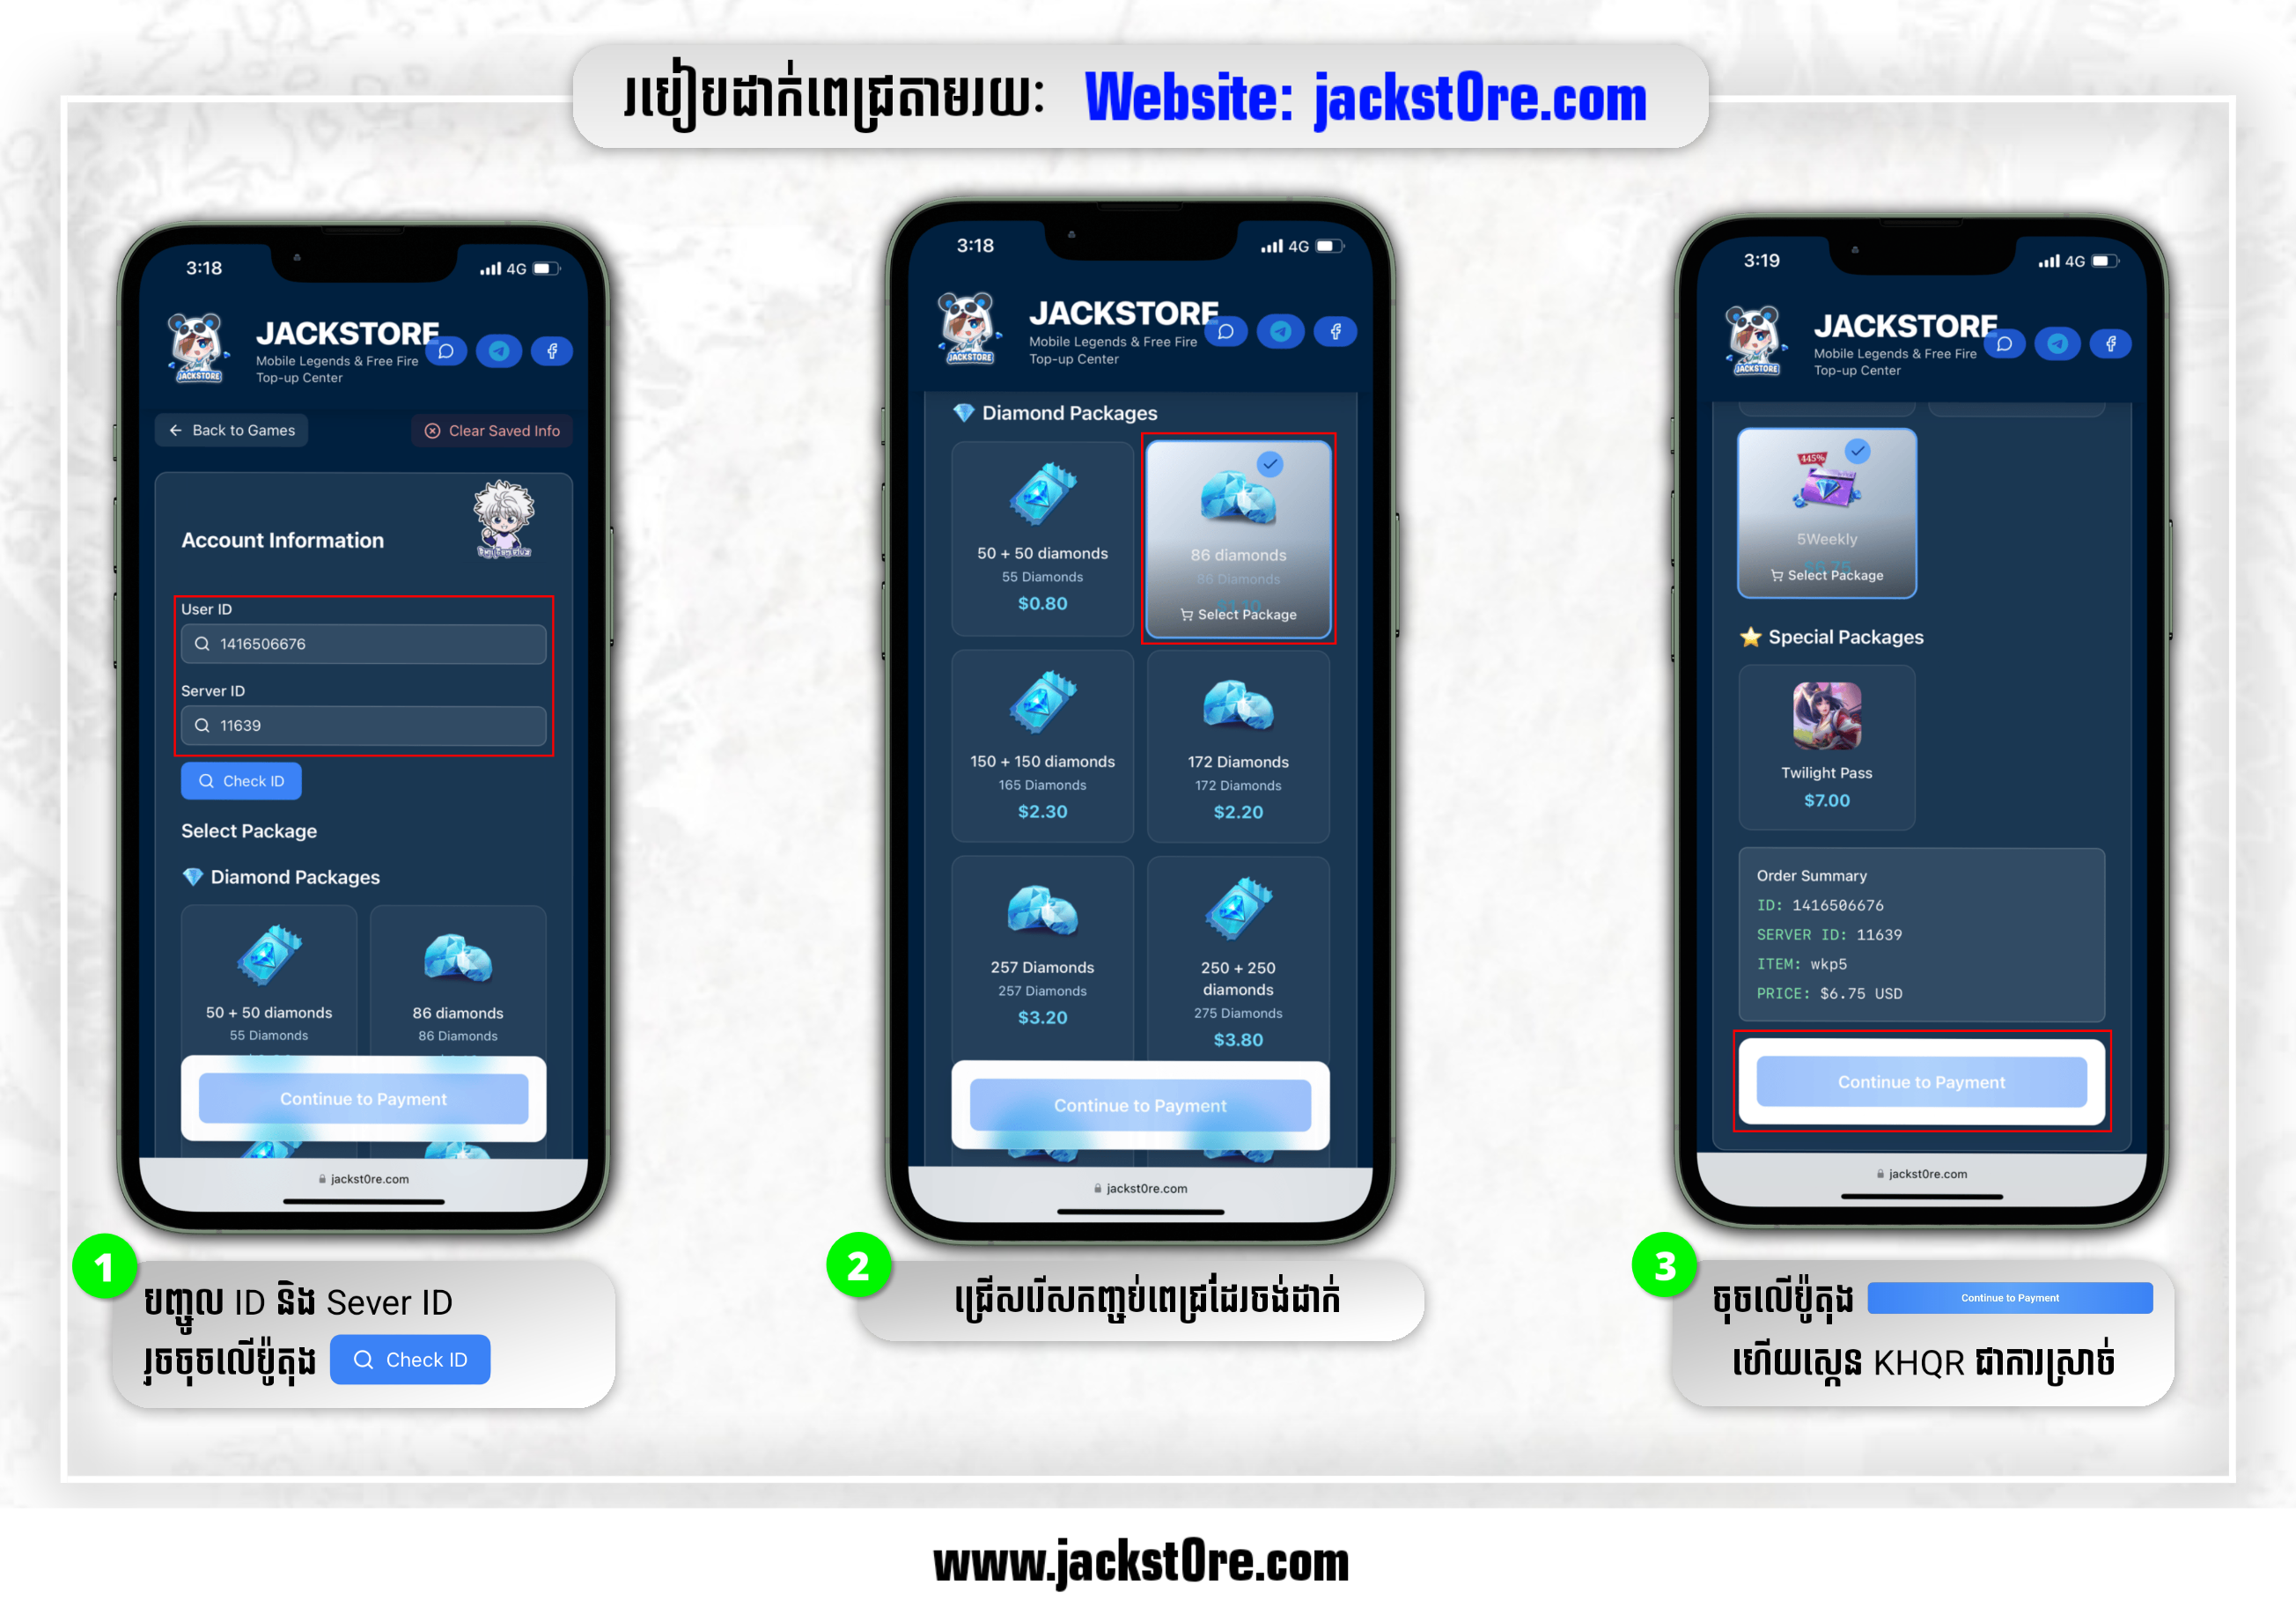 របៀបដាក់ពេជ្រតាមរយៈ Website: jackst0re.com
3:18
4G
JACKSTORE
Mobile Legends & Free Fire
Top-up Center
JACKSTORE
Back to Games
Clear Saved Info
Account Information
User ID
1416506676
Server ID
11639
Check ID
Select Package
Diamond Packages
50 + 50 diamonds
55 Diamonds
86 diamonds
86 Diamonds
Continue to Payment
jackst0re.com
1
បញ្ចូល ID និង Sever ID
រួចចុចលើប៊ូតុង Check ID
3:18
4G
JACKSTORE
Mobile Legends & Free Fire
Top-up Center
JACKSTORE
Diamond Packages
50 + 50 diamonds
55 Diamonds
$0.80
86 diamonds
86 Diamonds
Select Package
150 + 150 diamonds
165 Diamonds
$2.30
172 Diamonds
172 Diamonds
$2.20
257 Diamonds
257 Diamonds
$3.20
250 + 250
diamonds
275 Diamonds
$3.80
Continue to Payment
jackst0re.com
2
ជ្រើសរើសកញ្ចប់ពេជ្រដែរចង់ដាក់
3:19
4G
JACKSTORE
Mobile Legends & Free Fire
Top-up Center
JACKSTORE
445%
5Weekly
Select Package
Special Packages
Twilight Pass
$7.00
Order Summary
ID: 1416506676
SERVER ID: 11639
ITEM: wkp5
PRICE: $6.75 USD
Continue to Payment
jackst0re.com
3
ចុចលើប៊ូតុង Continue to Payment
ហើយស្កេន KHQR ជាការស្រាច់
www.jackst0re.com